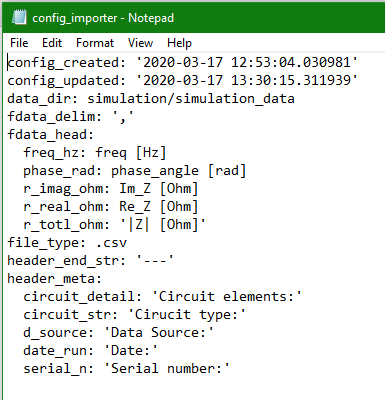 config_importer - Notepad
File Edit Format View Help
config_created: '2020-03-17 12:53:04.030981'
config_updated: '2020-03-17 13:30:15.311939'
data_dir: simulation/simulation_data
fdata_delim: ','
fdata_head:
  freq_hz: freq [Hz]
  phase_rad: phase_angle [rad]
  r_imag_ohm: Im_Z [Ohm]
  r_real_ohm: Re_Z [Ohm]
  r_totl_ohm: '|Z| [Ohm]'
file_type: .csv
header_end_str: '---'
header_meta:
  circuit_detail: 'Circuit elements:'
  circuit_str: 'Cirucit type:'
  d_source: 'Data Source:'
  date_run: 'Date:'
  serial_n: 'Serial number:'